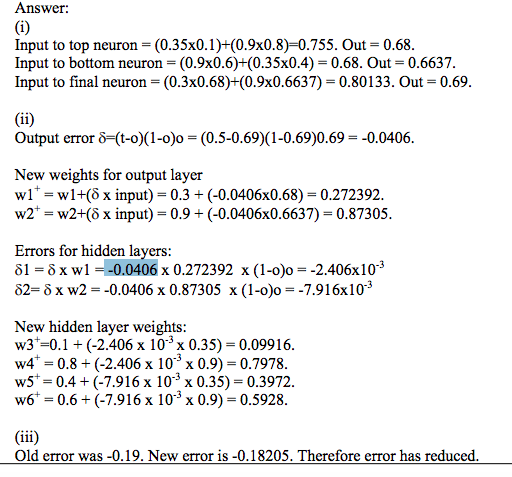 Answer:
(i)
Input to top neuron = (0.35x0.1)+(0.9x0.8)=0.755. Out = 0.68.
Input to bottom neuron = (0.9x0.6)+(0.35x0.4) = 0.68. Out = 0.6637.
Input to final neuron = (0.3x0.68)+(0.9x0.6637) = 0.80133. Out = 0.69.
(ii)
Output error δ=(t-o)(1-o)o = (0.5-0.69)(1-0.69)0.69 = -0.0406.
New weights for output layer
w1⁺ = w1+(δ x input) = 0.3 + (-0.0406x0.68) = 0.272392.
w2⁺ = w2+(δ x input) = 0.9 + (-0.0406x0.6637) = 0.87305.
Errors for hidden layers:
δ1 = δ x w1 = -0.0406 x 0.272392 x (1-o)o = -2.406x10⁻³
δ2= δ x w2 = -0.0406 x 0.87305 x (1-o)o = -7.916x10⁻³
New hidden layer weights:
w3⁺=0.1 + (-2.406 x 10⁻³ x 0.35) = 0.09916.
w4⁺ = 0.8 + (-2.406 x 10⁻³ x 0.9) = 0.7978.
w5⁺ = 0.4 + (-7.916 x 10⁻³ x 0.35) = 0.3972.
w6⁺ = 0.6 + (-7.916 x 10⁻³ x 0.9) = 0.5928.
(iii)
Old error was -0.19. New error is -0.18205. Therefore error has reduced.